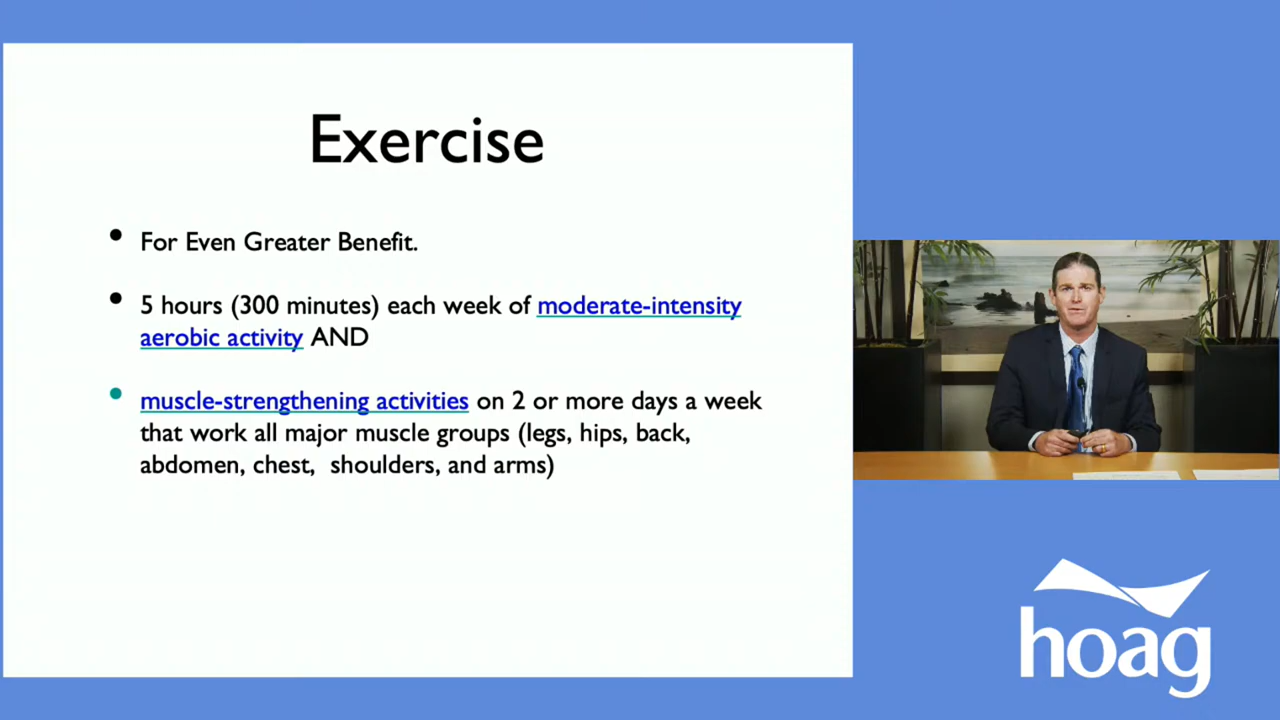 Exercise
• For Even Greater Benefit.
• 5 hours (300 minutes) each week of moderate-intensity
aerobic activity AND
• muscle-strengthening activities on 2 or more days a week
that work all major muscle groups (legs, hips, back,
abdomen, chest, shoulders, and arms)
hoag